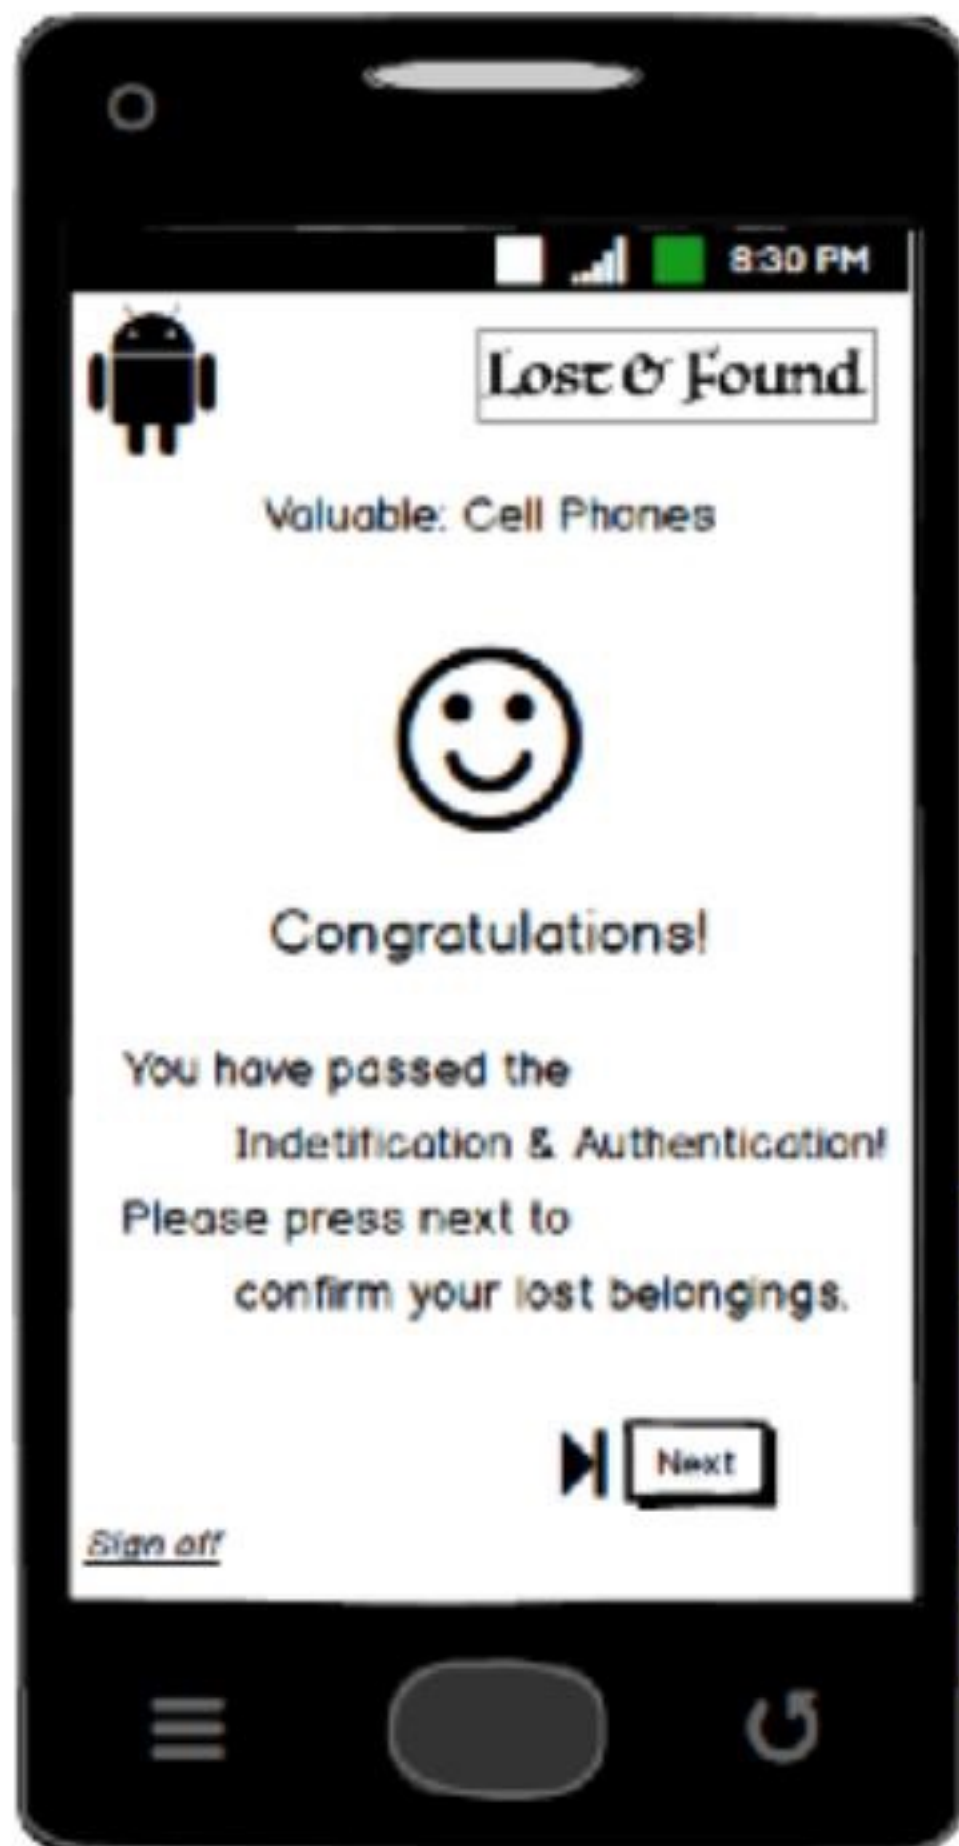 8:30 PM
Lost & Found
Valuable: Cell Phones
Congratulations!
You have passed the
Indetification & Authentication!
Please press next to
confirm your lost belongings.
Next
Sign off